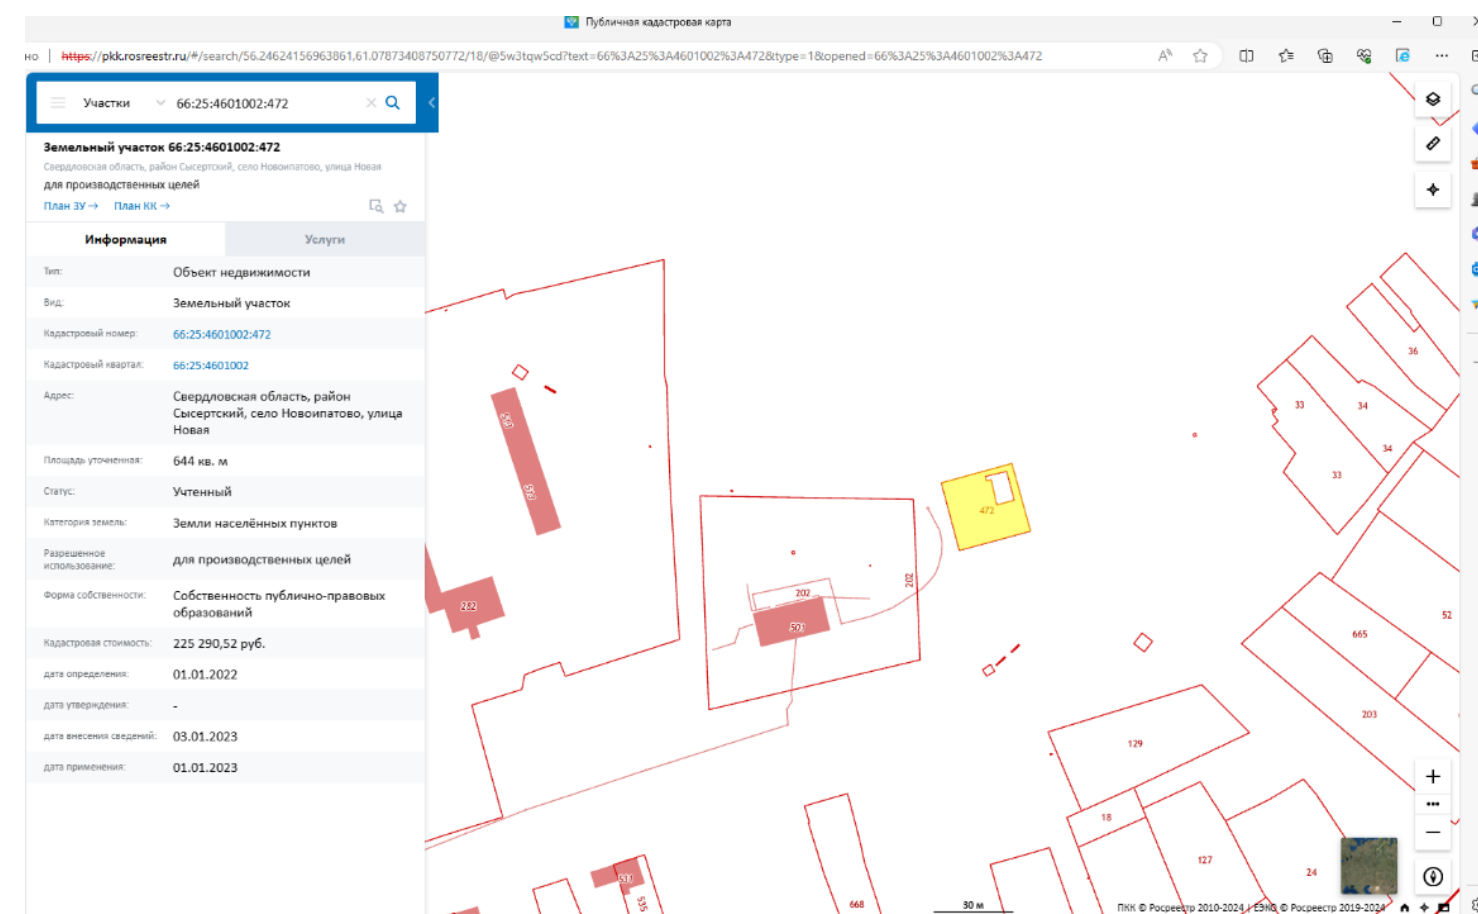 Публичная кадастровая карта
но https://pkk.rosreestr.ru/#/search/56.24624156963861,61.07873408750772/18/@5w3tqw5cd?text=66%3A25%3A4601002%3A472&type=1&opened=66%3A25%3A4601002%3A472
Участки 66:25:4601002:472
Земельный участок 66:25:4601002:472
Свердловская область, район Сысертский, село Новоипатово, улица Новая
для производственных целей
План ЗУ → План КК →
Информация Услуги
Тип: Объект недвижимости
Вид: Земельный участок
Кадастровый номер: 66:25:4601002:472
Кадастровый квартал: 66:25:4601002
Адрес: Свердловская область, район
Сысертский, село Новоипатово, улица
Новая
Площадь уточненная: 644 кв. м
Статус: Учтенный
Категория земель: Земли населённых пунктов
Разрешенное
использование: для производственных целей
Форма собственности: Собственность публично-правовых
образований
Кадастровая стоимость: 225 290,52 руб.
дата определения: 01.01.2022
дата утверждения: -
дата внесения сведений: 03.01.2023
дата применения: 01.01.2023
36
33
34
34
33
513
513
472
202
202
501
282
52
665
203
129
18
127
24
511
535
668
30 м
ПКК © Росреестр 2010-2024 | ЕЭКО © Росреестр 2019-2024